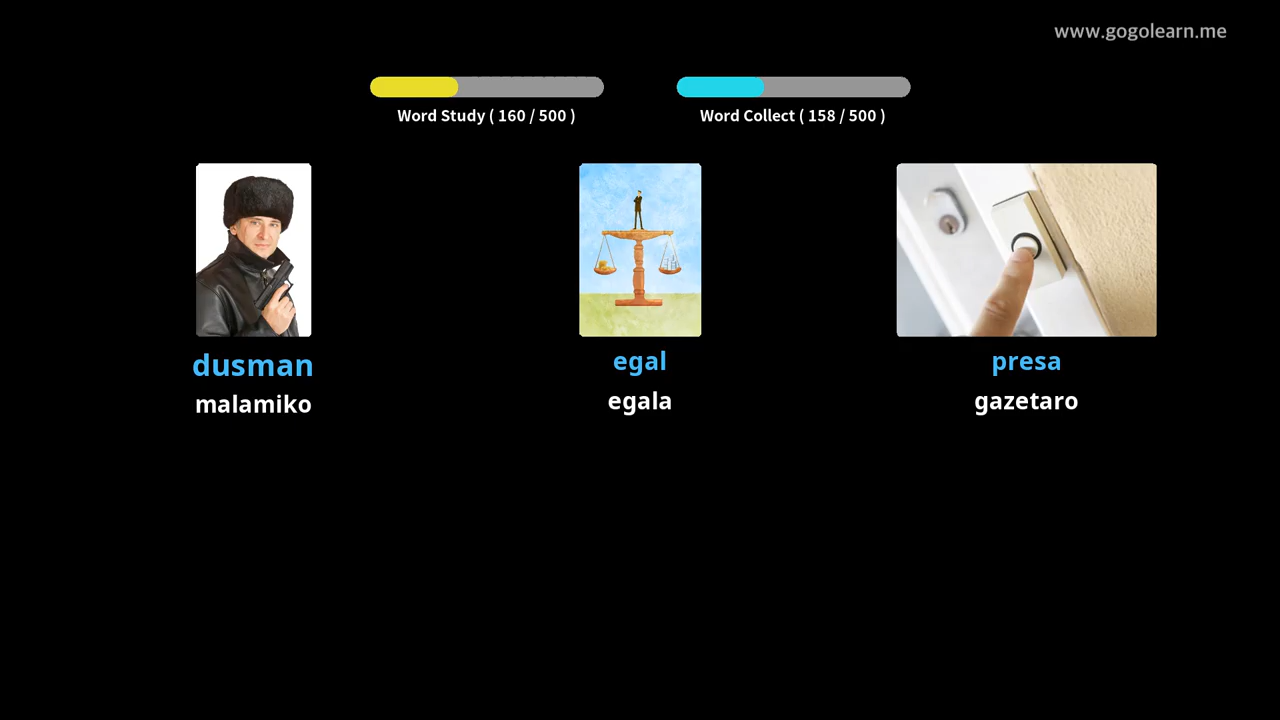 www.gogolearn.me
Word Study ( 160 / 500 )
Word Collect ( 158 / 500 )
dusman
malamiko
egal
egala
presa
gazetaro